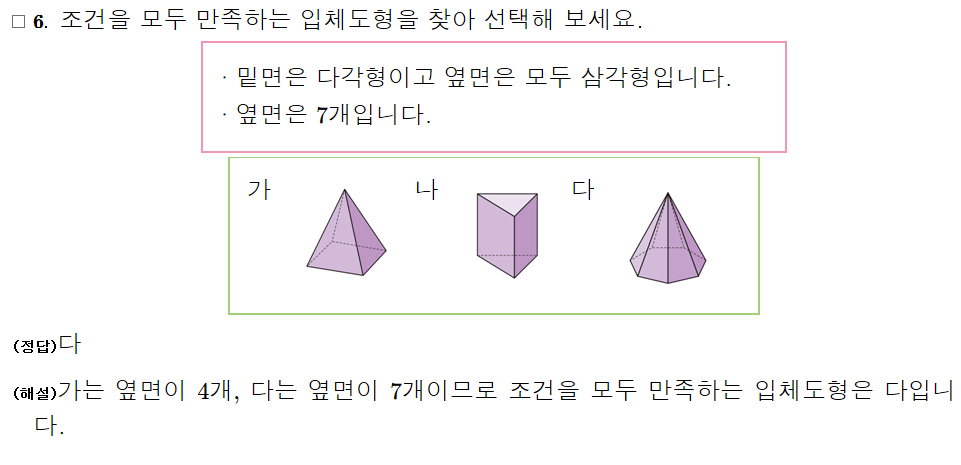 □ 6. 조건을 모두 만족하는 입체도형을 찾아 선택해 보세요.
· 밑면은 다각형이고 옆면은 모두 삼각형입니다.
· 옆면은 7개입니다.
가 나 다
(정답)다
(해설)가는 옆면이 4개, 다는 옆면이 7개이므로 조건을 모두 만족하는 입체도형은 다입니
다.